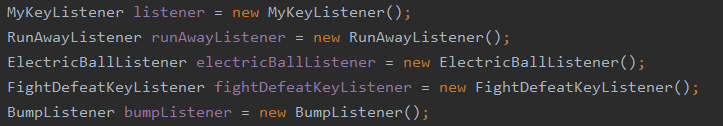 MyKeyListener listener = new MyKeyListener();
RunAwayListener runAwayListener = new RunAwayListener();
ElectricBallListener electricBallListener = new ElectricBallListener();
FightDefeatKeyListener fightDefeatKeyListener = new FightDefeatKeyListener();
BumpListener bumpListener = new BumpListener();